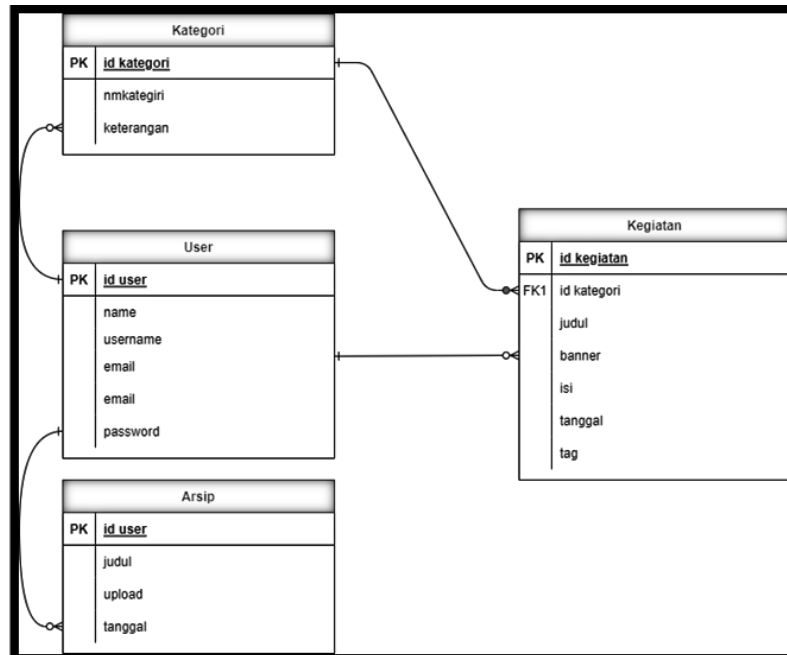 Kategori
PK id kategori
nmkategiri
keterangan
User
PK id user
name
username
email
email
password
Arsip
PK id user
judul
upload
tanggal
Kegiatan
PK id kegiatan
FK1 id kategori
judul
banner
isi
tanggal
tag